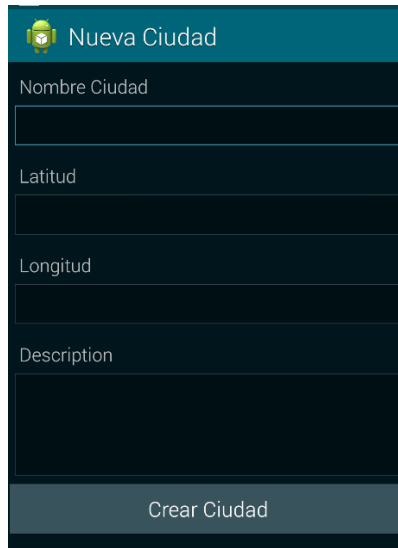 Nueva Ciudad
Nombre Ciudad
Latitud
Longitud
Description
Crear Ciudad